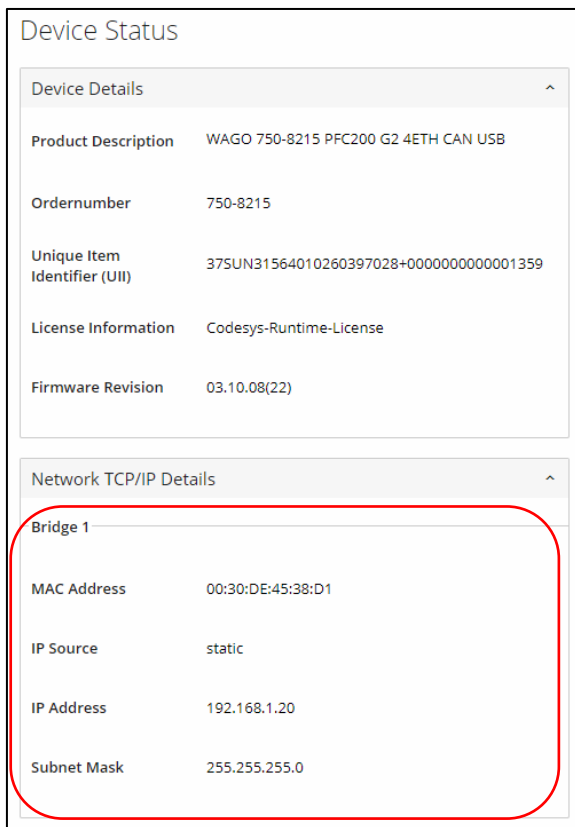 Device Status
Device Details
Product Description WAGO 750-8215 PFC200 G2 4ETH CAN USB
Ordernumber 750-8215
Unique Item
Identifier (UII) 37SUN31564010260397028+0000000000001359
License Information Codesys-Runtime-License
Firmware Revision 03.10.08(22)
Network TCP/IP Details
Bridge 1
MAC Address 00:30:DE:45:38:D1
IP Source static
IP Address 192.168.1.20
Subnet Mask 255.255.255.0